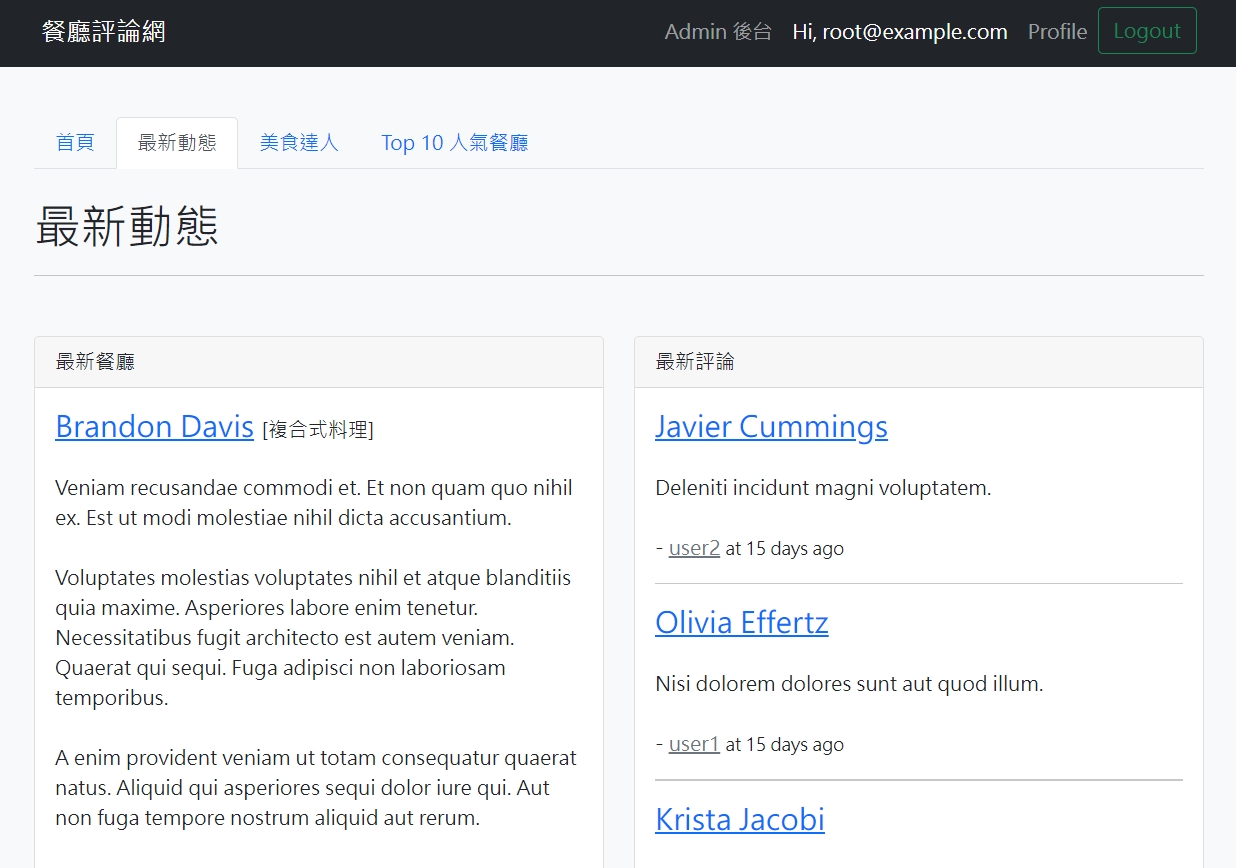 餐廳評論網
Admin 後台 Hi, root@example.com Profile Logout
首頁 最新動態 美食達人 Top 10 人氣餐廳
最新動態
最新餐廳
Brandon Davis [複合式料理]
Veniam recusandae commodi et. Et non quam quo nihil
ex. Est ut modi molestiae nihil dicta accusantium.
Voluptates molestias voluptates nihil et atque blanditiis
quia maxime. Asperiores labore enim tenetur.
Necessitatibus fugit architecto est autem veniam.
Quaerat qui sequi. Fuga adipisci non laboriosam
temporibus.
A enim provident veniam ut totam consequatur quaerat
natus. Aliquid qui asperiores sequi dolor iure qui. Aut
non fuga tempore nostrum aliquid aut rerum.
最新評論
Javier Cummings
Deleniti incidunt magni voluptatem.
- user2 at 15 days ago
Olivia Effertz
Nisi dolorem dolores sunt aut quod illum.
- user1 at 15 days ago
Krista Jacobi